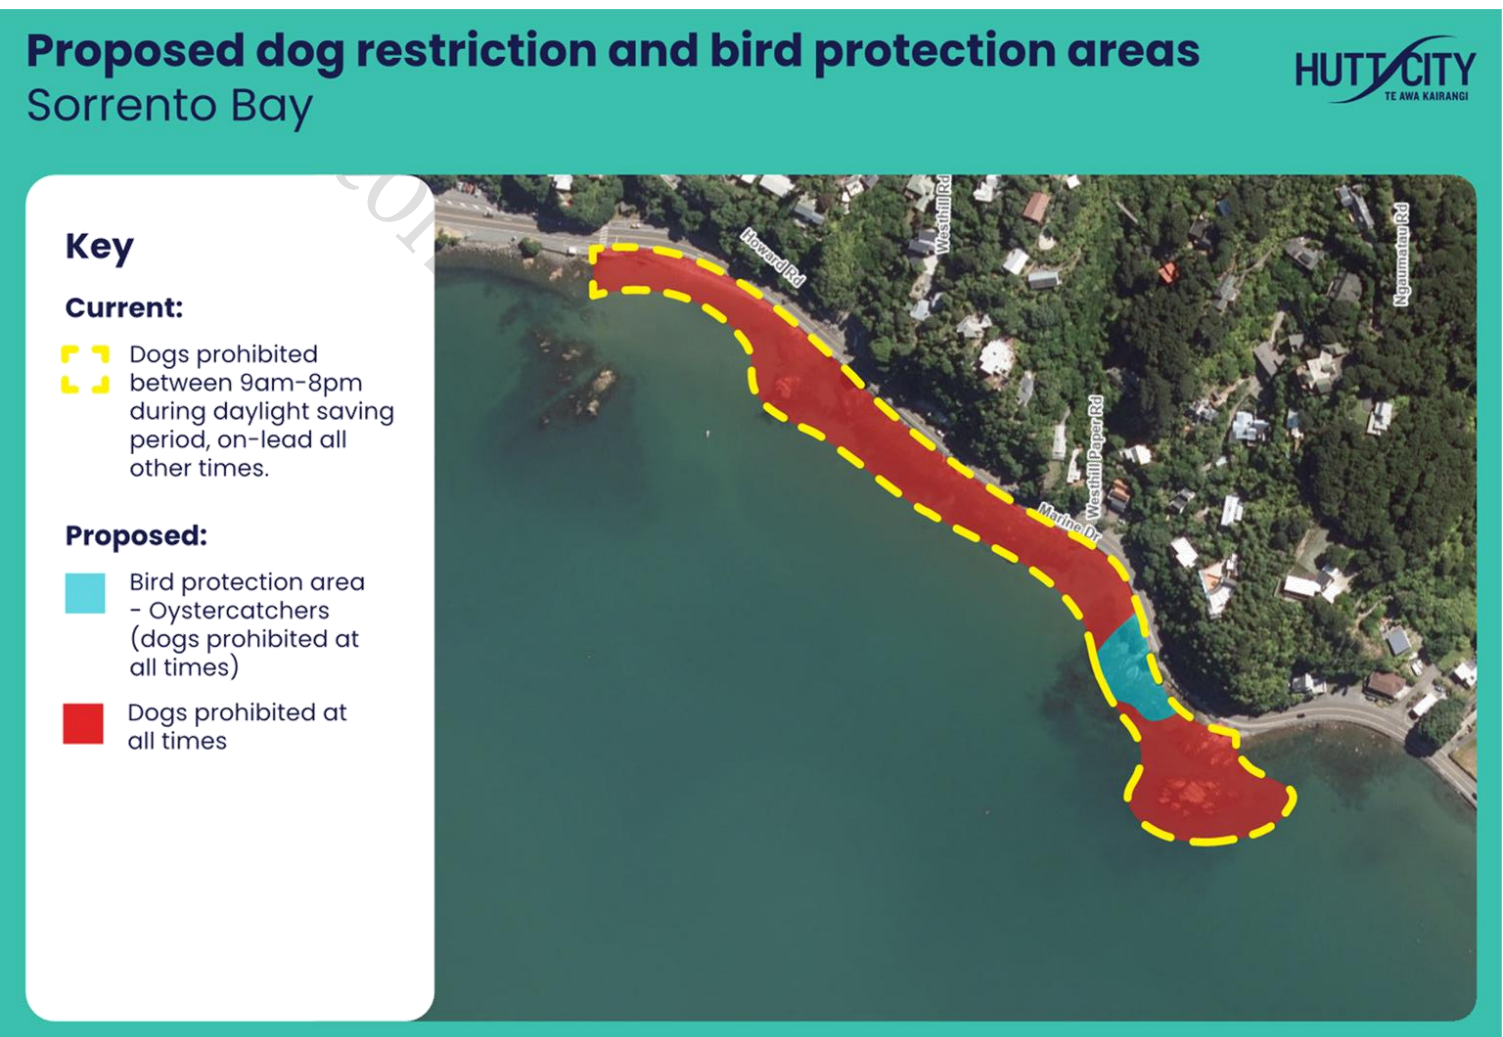 Proposed dog restriction and bird protection areas
Sorrento Bay
HUTT CITY
TE AWA KAIRANGI
Key
Current:
Dogs prohibited
between 9am-8pm
during daylight saving
period, on-lead all
other times.
Proposed:
Bird protection area
- Oystercatchers
(dogs prohibited at
all times)
Dogs prohibited at
all times
Howard Rd
Westhill Rd
Ngaumatau Rd
Westhill Paper Rd
Marine Dr